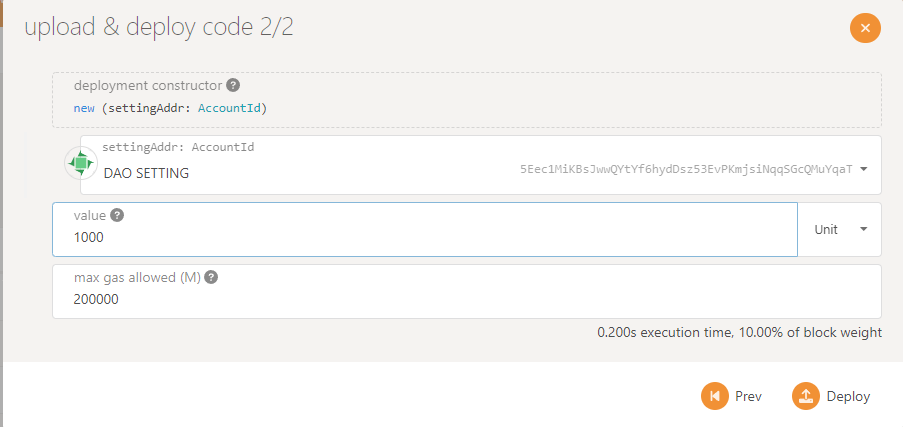 upload & deploy code 2/2
deployment constructor ?
new (settingAddr: AccountId)
settingAddr: AccountId
DAO SETTING 5Eec1MiKBsJwwQYtYf6hydDsz53EvPKmjsiNqqSGcQMuYqaT
value ?
1000
Unit
max gas allowed (M) ?
200000
0.200s execution time, 10.00% of block weight
Prev Deploy